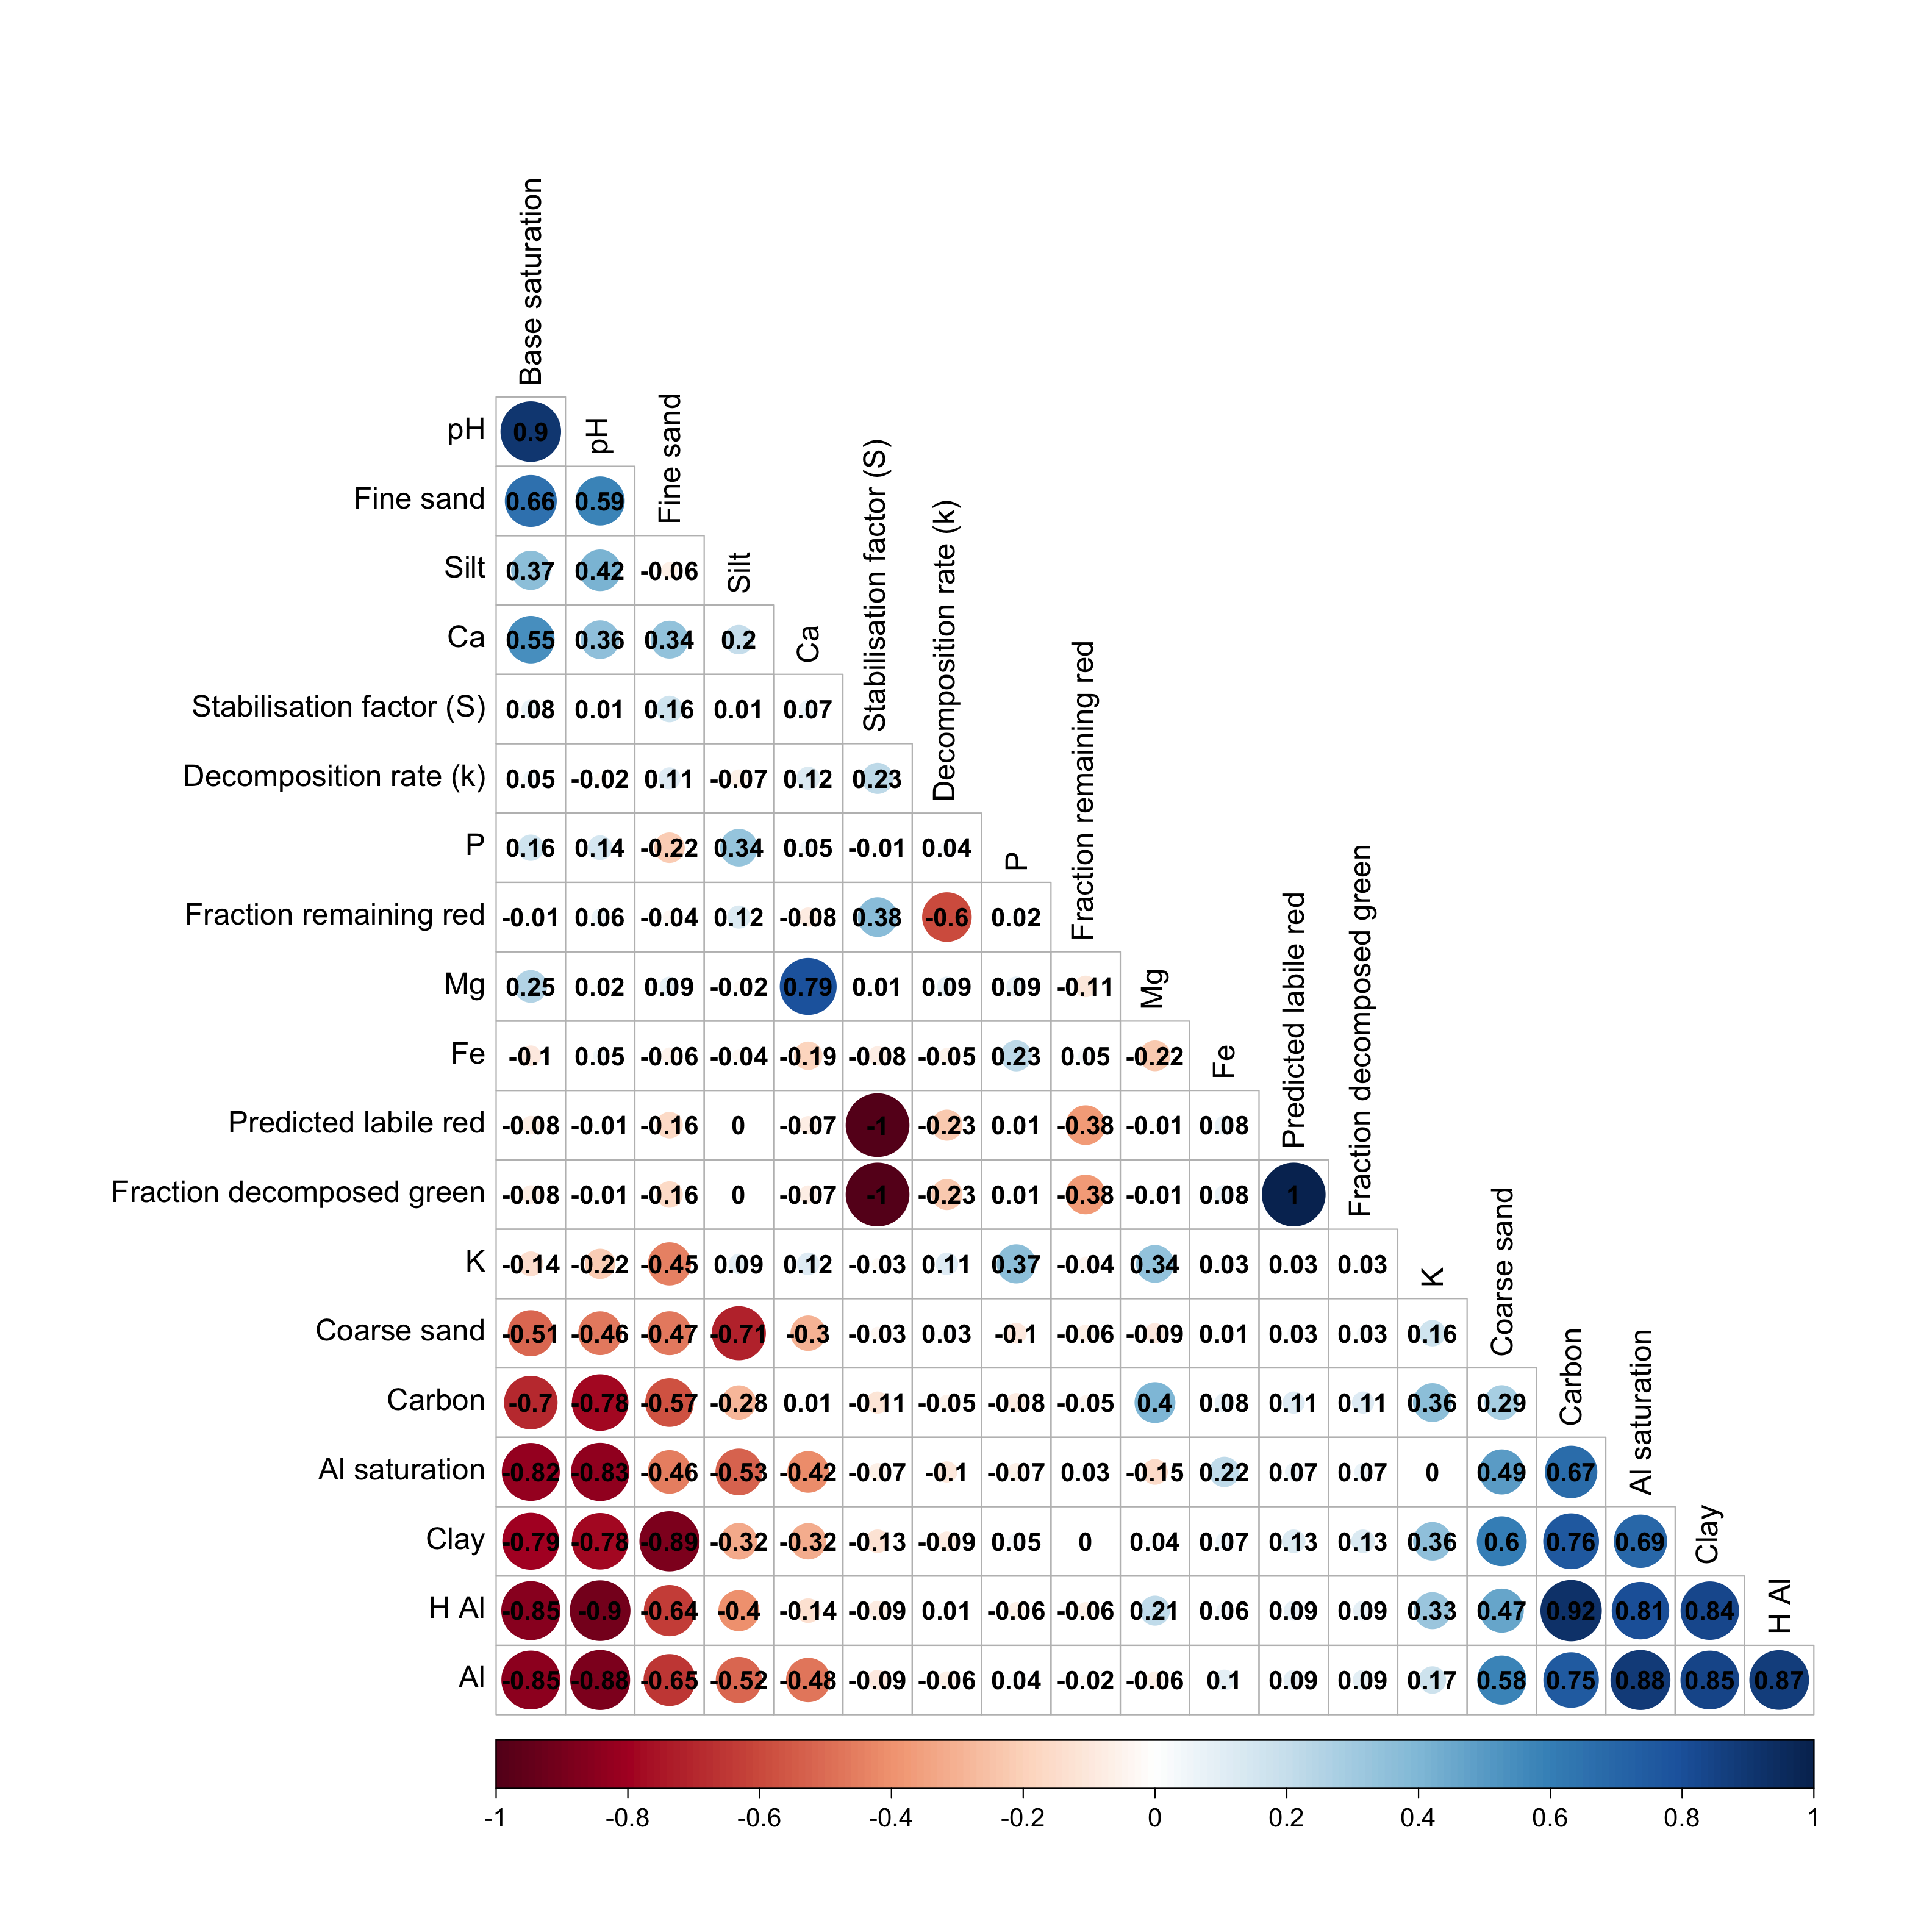 Base saturation
pH 0.9 pH
Fine sand 0.66 0.59 Fine sand
Silt 0.37 0.42 -0.06 Silt
Ca 0.55 0.36 0.34 0.2 Ca
Stabilisation factor (S) 0.08 0.01 0.16 0.01 0.07 Stabilisation factor (S)
Decomposition rate (k) 0.05 -0.02 0.11 -0.07 0.12 0.23 Decomposition rate (k)
P 0.16 0.14 -0.22 0.34 0.05 -0.01 0.04 P
Fraction remaining red -0.01 0.06 -0.04 0.12 -0.08 0.38 -0.6 0.02 Fraction remaining red
Mg 0.25 0.02 0.09 -0.02 0.79 0.01 0.09 0.09 -0.11 Mg
Fe -0.1 0.05 -0.06 -0.04 -0.19 -0.08 -0.05 0.23 0.05 -0.22 Fe
Predicted labile red -0.08 -0.01 -0.16 0 -0.07 -1 -0.23 0.01 -0.38 -0.01 0.08 Predicted labile red
Fraction decomposed green -0.08 -0.01 -0.16 0 -0.07 -1 -0.23 0.01 -0.38 -0.01 0.08 1 Fraction decomposed green
K -0.14 -0.22 -0.45 0.09 0.12 -0.03 0.11 0.37 -0.04 0.34 0.03 0.03 0.03 K
Coarse sand -0.51 -0.46 -0.47 -0.71 -0.3 -0.03 0.03 -0.1 -0.06 -0.09 0.01 0.03 0.03 0.16 Coarse sand
Carbon -0.7 -0.78 -0.57 -0.28 0.01 -0.11 -0.05 -0.08 -0.05 0.4 0.08 0.11 0.11 0.36 0.29 Carbon
Al saturation -0.82 -0.83 -0.46 -0.53 -0.42 -0.07 -0.1 -0.07 0.03 -0.15 0.22 0.07 0.07 0 0.49 0.67 Al saturation
Clay -0.79 -0.78 -0.89 -0.32 -0.32 -0.13 -0.09 0.05 0 0.04 0.07 0.13 0.13 0.36 0.6 0.76 0.69 Clay
H Al -0.85 -0.9 -0.64 -0.4 -0.14 -0.09 0.01 -0.06 -0.06 0.21 0.06 0.09 0.09 0.33 0.47 0.92 0.81 0.84 H Al
Al -0.85 -0.88 -0.65 -0.52 -0.48 -0.09 -0.06 0.04 -0.02 -0.06 0.1 0.09 0.09 0.17 0.58 0.75 0.88 0.85 0.87
-1 -0.8 -0.6 -0.4 -0.2 0 0.2 0.4 0.6 0.8 1